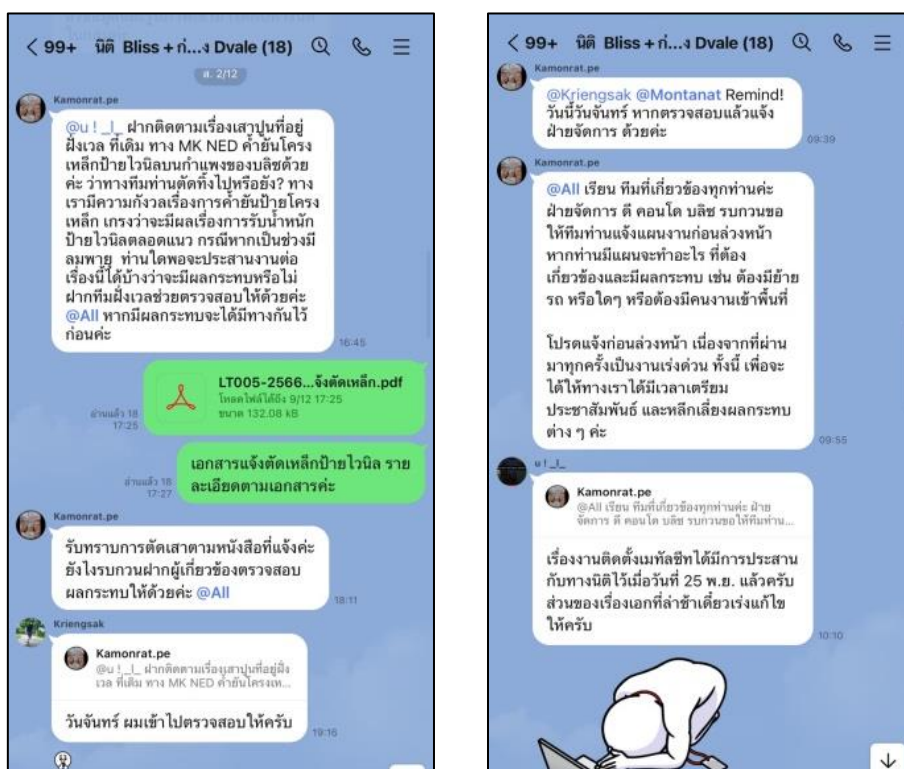 < 99+ นิติ Bliss + ก่...ง Dvale (18)
ส. 2/12
Kamonrat.pe
@u ! _l_ ฝากติดตามเรื่องเสาปูนที่อยู่
ฝั่งเวล ที่เดิม ทาง MK NED ค้ำยันโครง
เหล็กป้ายไวนิลบนกำแพงของบลิซด้วย
ค่ะ ว่าทางทีมท่านตัดทิ้งไปหรือยัง? ทาง
เรามีความกังวลเรื่องการค้ำยันป้ายโครง
เหล็ก เกรงว่าจะมีผลเรื่องการรับน้ำหนัก
ป้ายไวนิลตลอดแนว กรณีหากเป็นช่วงมี
ลมพายุ ท่านใดพอจะประสานงานต่อ
เรื่องนี้ได้บ้างว่าจะมีผลกระทบหรือไม่
ฝากทีมฝั่งเวลช่วยตรวจสอบให้ด้วยค่ะ
@All หากมีผลกระทบจะได้มีทางกันไว้
ก่อนค่ะ
16:45
LT005-2566...จ้งตัดเหล็ก.pdf
โหลดไฟล์ได้ถึง 9/12 17:25
ขนาด 132.08 kB
อ่านแล้ว 18
17:25
เอกสารแจ้งตัดเหล็กป้ายไวนิล ราย
ละเอียดตามเอกสารค่ะ
อ่านแล้ว 18
17:27
Kamonrat.pe
รับทราบการตัดเสาตามหนังสือที่แจ้งค่ะ
ยังไงรบกวนฝากผู้เกี่ยวข้องตรวจสอบ
ผลกระทบให้ด้วยค่ะ @All
18:11
Kriengsak
Kamonrat.pe
@u ! _l_ ฝากติดตามเรื่องเสาปูนที่อยู่ฝั่ง
เวล ที่เดิม ทาง MK NED ค้ำยันโครงเห...
วันจันทร์ ผมเข้าไปตรวจสอบให้ครับ
19:16
< 99+ นิติ Bliss + ก่...ง Dvale (18)
Kamonrat.pe
@Kriengsak @Montanat Remind!
วันนี้วันจันทร์ หากตรวจสอบแล้วแจ้ง
ฝ่ายจัดการ ด้วยค่ะ
09:39
Kamonrat.pe
@All เรียน ทีมที่เกี่ยวข้องทุกท่านค่ะ
ฝ่ายจัดการ ดี คอนโด บลิซ รบกวนขอ
ให้ทีมท่านแจ้งแผนงานก่อนล่วงหน้า
หากท่านมีแผนจะทำอะไร ที่ต้อง
เกี่ยวข้องและมีผลกระทบ เช่น ต้องมีย้าย
รถ หรือใดๆ หรือต้องมีคนงานเข้าพื้นที่
โปรดแจ้งก่อนล่วงหน้า เนื่องจากที่ผ่าน
มาทุกครั้งเป็นงานเร่งด่วน ทั้งนี้ เพื่อจะ
ได้ให้ทางเราได้มีเวลาเตรียม
ประชาสัมพันธ์ และหลีกเลี่ยงผลกระทบ
ต่าง ๆ ค่ะ
09:55
u ! _l_
Kamonrat.pe
@All เรียน ทีมที่เกี่ยวข้องทุกท่านค่ะ ฝ่าย
จัดการ ดี คอนโด บลิซ รบกวนขอให้ทีมท่าน...
เรื่องงานติดตั้งเมทัลชีทได้มีการประสาน
กับทางนิติไว้เมื่อวันที่ 25 พ.ย. แล้วครับ
ส่วนของเรื่องเอกที่ล่าช้าเดี๋ยวเร่งแก้ไข
ให้ครับ
10:10